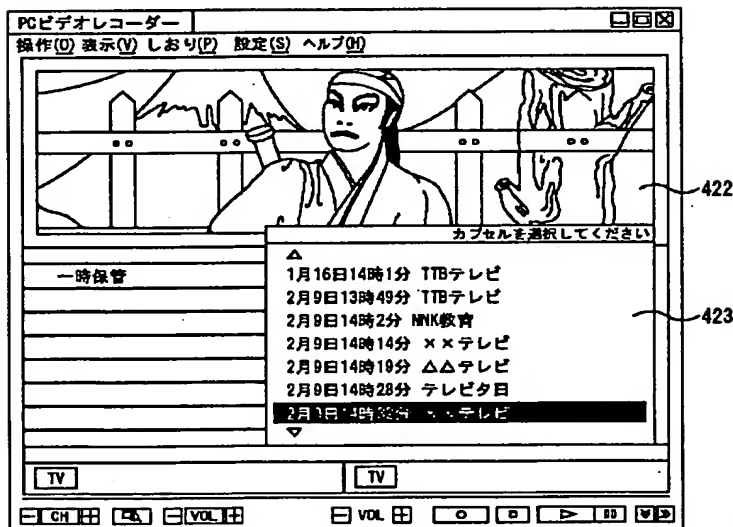 PCビデオレコーダー
操作(O) 表示(V) しおり(P) 設定(S) ヘルプ(H)
422
カプセルを選択してください
一時保管
1月16日14時1分 TTBテレビ
2月9日13時49分 TTBテレビ
2月9日14時2分 NNK教育
2月9日14時14分 ××テレビ
2月9日14時19分 △△テレビ
2月9日14時28分 テレビ夕日
423
テレビ
TV
TV
CH
VOL
VOL